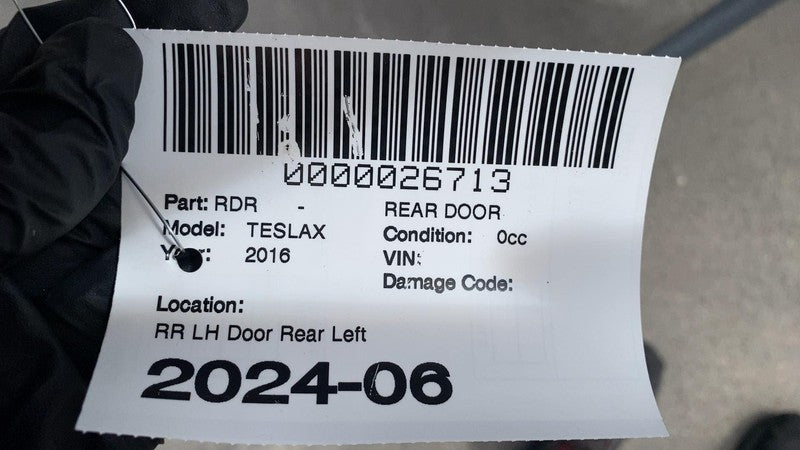 0000026713
Part: RDR - REAR DOOR
Model: TESLAX Condition: 0cc
Year: 2016 VIN:
Damage Code:
Location:
RR LH Door Rear Left
2024-06